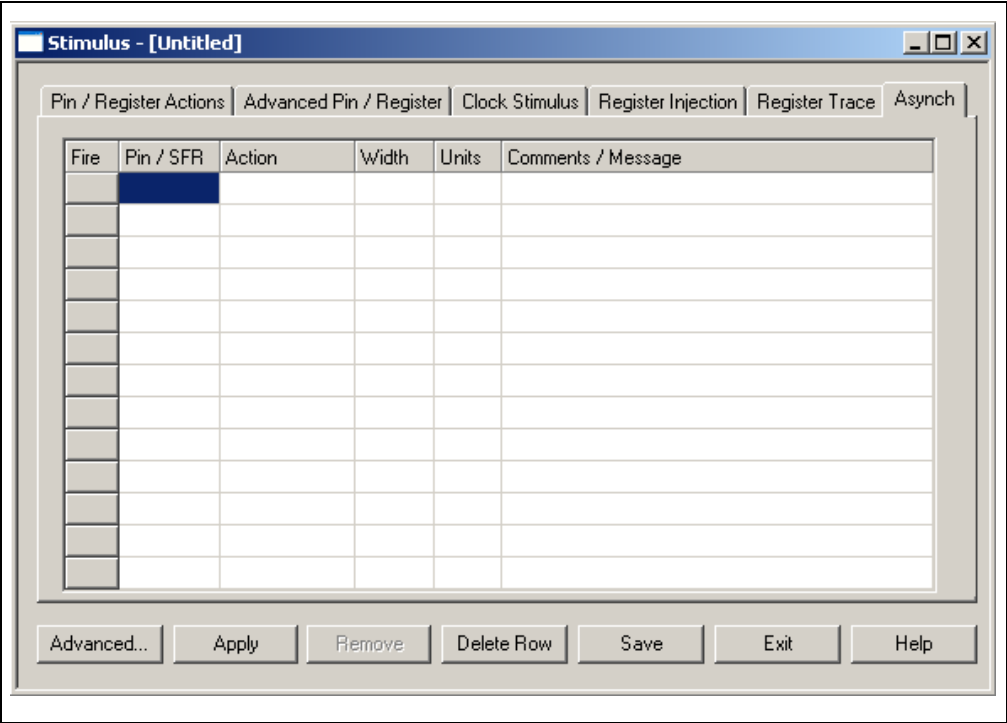 Stimulus - [Untitled]
Pin / Register Actions Advanced Pin / Register Clock Stimulus Register Injection Register Trace Asynch
Fire Pin / SFR Action Width Units Comments / Message
Advanced... Apply Remove Delete Row Save Exit Help